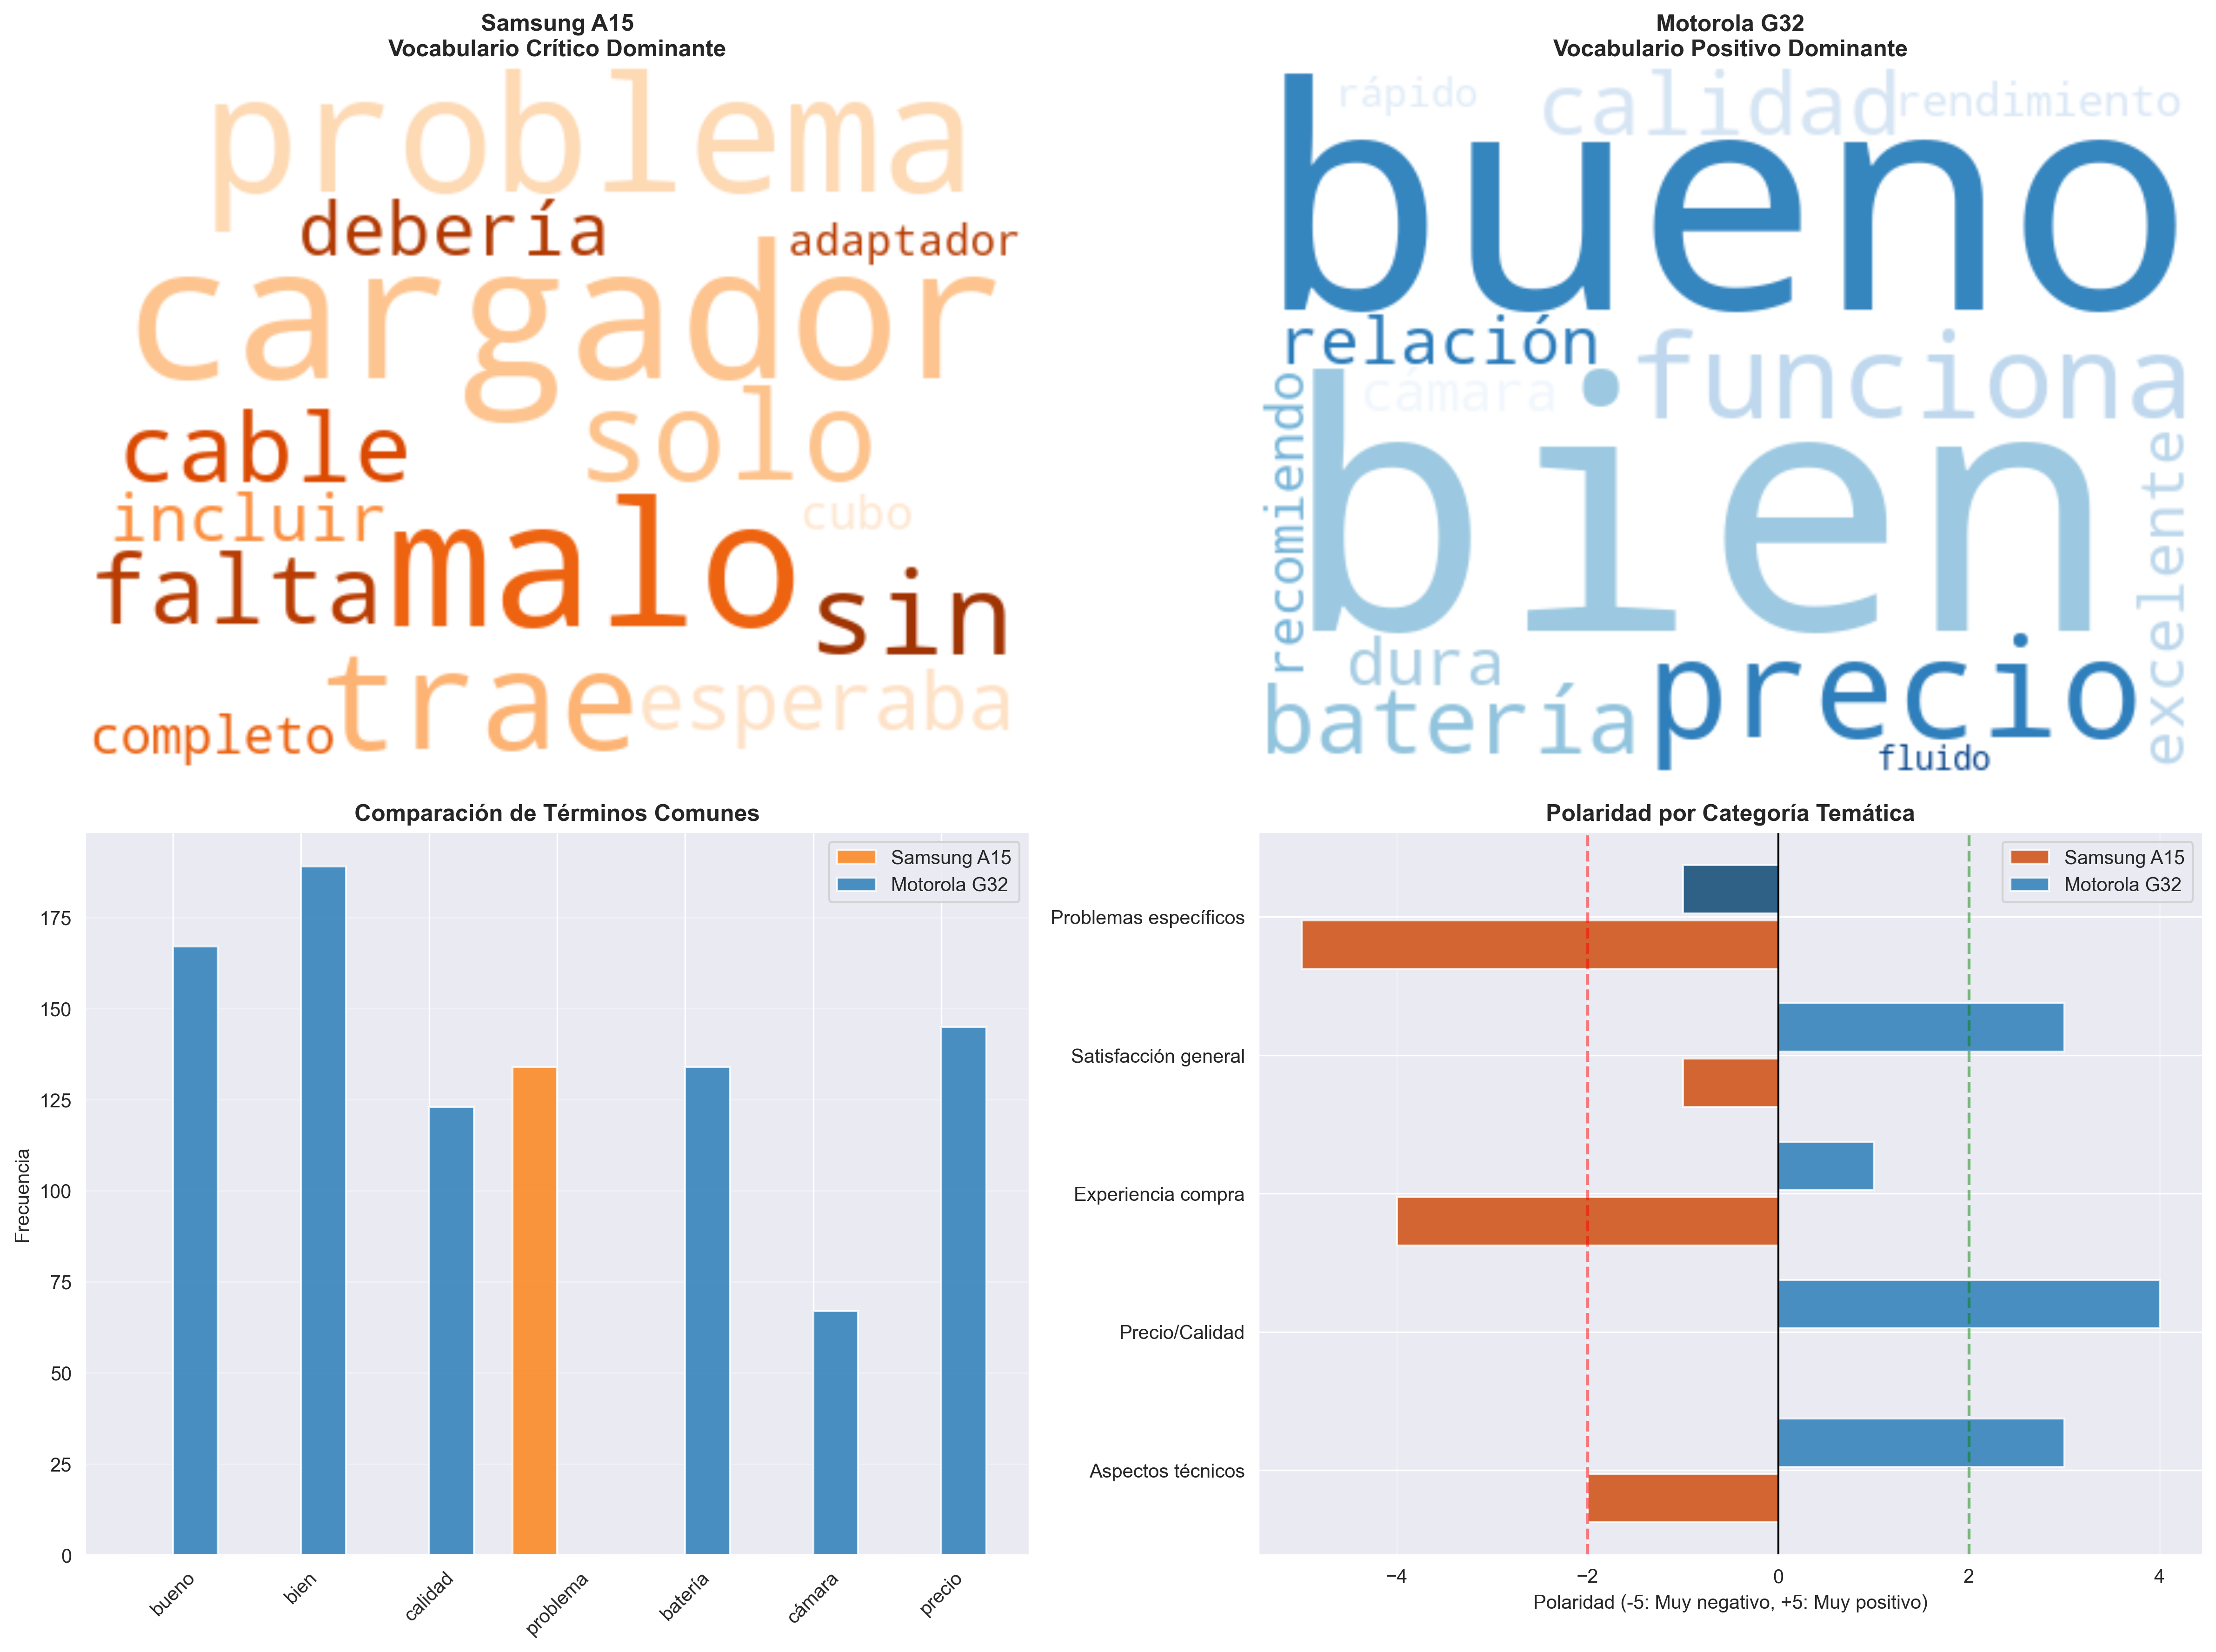 Samsung A15
Vocabulario Crítico Dominante
problema
debería
adaptador
cargador
cable
solo
incluir
cubo
falta
malo
sin
trae
esperaba
completo
Motorola G32
Vocabulario Positivo Dominante
rápido
calidad
rendimiento
bueno
relación
funciona
cámara
recomiendo
bien
excelente
dura
batería
precio
fluido
Comparación de Términos Comunes
Samsung A15
Motorola G32
Frecuencia
175
150
125
100
75
50
25
0
bueno
bien
calidad
problema
batería
cámara
precio
Polaridad por Categoría Temática
Samsung A15
Motorola G32
Problemas específicos
Satisfacción general
Experiencia compra
Precio/Calidad
Aspectos técnicos
−4
−2
0
2
4
Polaridad (-5: Muy negativo, +5: Muy positivo)